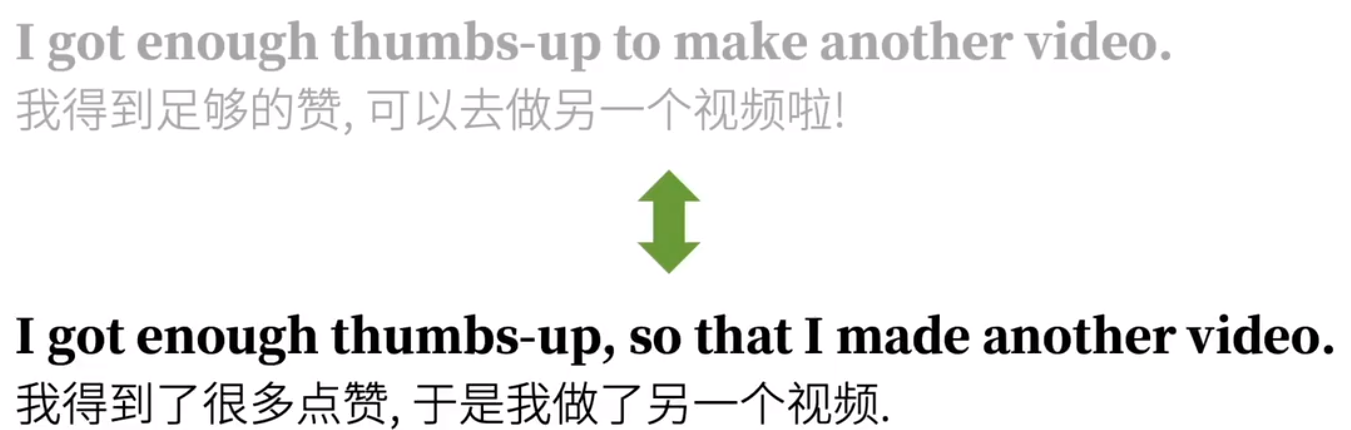 I got enough thumbs-up to make another video.
我得到足够的赞, 可以去做另一个视频啦!
I got enough thumbs-up, so that I made another video.
我得到了很多点赞, 于是我做了另一个视频.